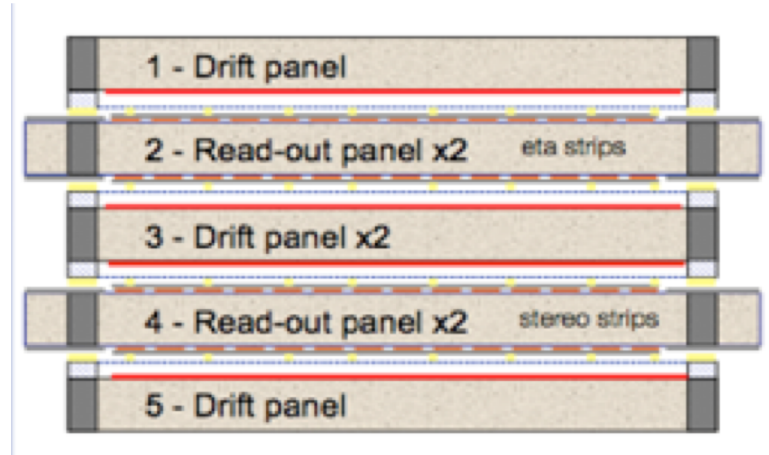 1 - Drift panel
2 - Read-out panel x2 eta strips
3 - Drift panel x2
4 - Read-out panel x2 stereo strips
5 - Drift panel